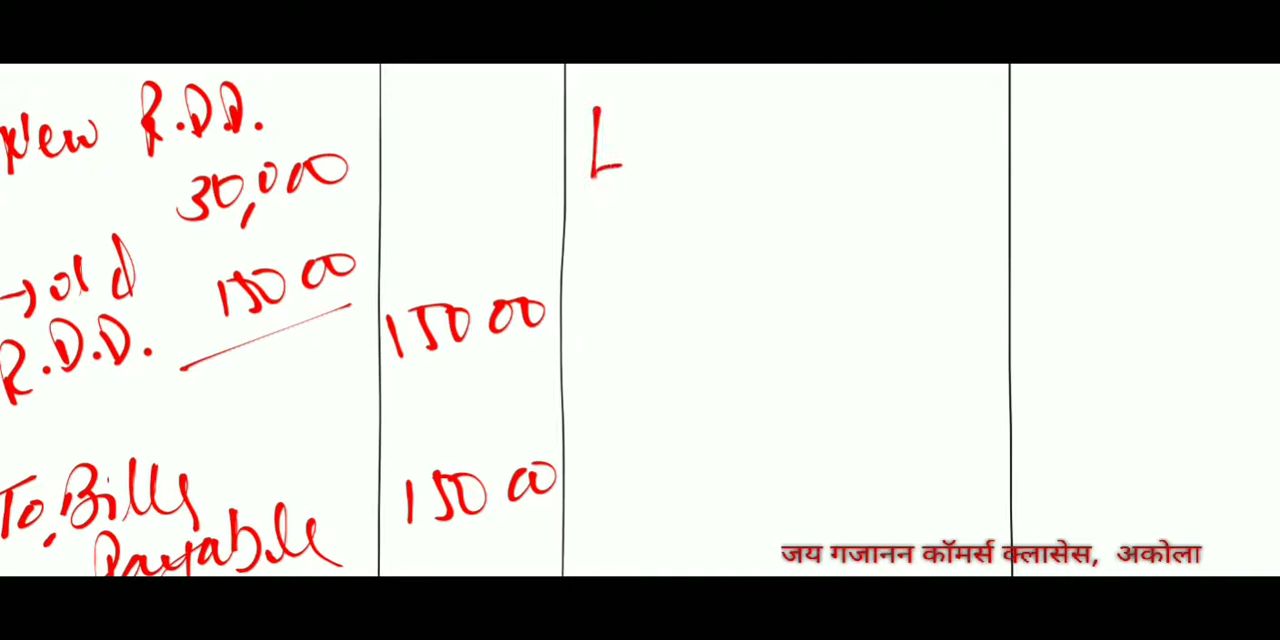 New R.D.D.
30,000
→ old 15000
R.D.D. 15000
To, Bills 15000
Payable
L
जय गजानन कॉमर्स क्लासेस, अकोला